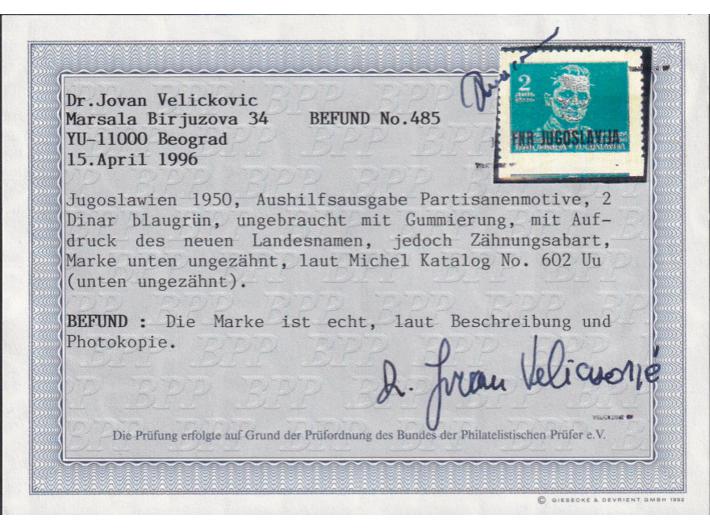 Dr.Jovan Velickovic
Marsala Birjuzova 34 BEFUND No.485
YU-11000 Beograd
15.April 1996
2
FNR JUGOSLAVIJA
Jugoslawien 1950, Aushilfsausgabe Partisanenmotive, 2
Dinar blaugrün, ungebraucht mit Gummierung, mit Auf-
druck des neuen Landesnamen, jedoch Zähnungsabart,
Marke unten ungezähnt, laut Michel Katalog No. 602 Uu
(unten ungezähnt).
BEFUND : Die Marke ist echt, laut Beschreibung und
Photokopie.
Dr. Jovan Velicković
Die Prüfung erfolgte auf Grund der Prüfordnung des Bundes der Philatelistischen Prüfer e.V.
© GIESECKE & DEVRIENT GMBH 1992